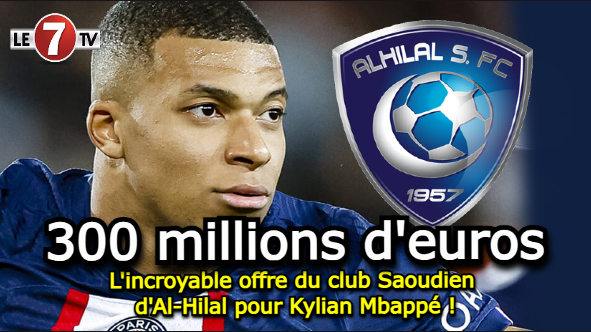 LE 7 TV
ALHILAL S. FC
1957
300 millions d'euros
L'incroyable offre du club Saoudien
d'Al-Hilal pour Kylian Mbappé !
PARIS